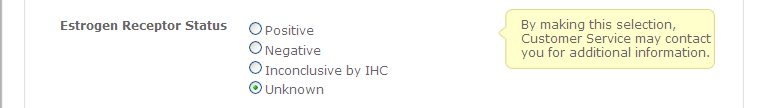 Estrogen Receptor Status
Positive
Negative
Inconclusive by IHC
Unknown
By making this selection,
Customer Service may contact
you for additional information.